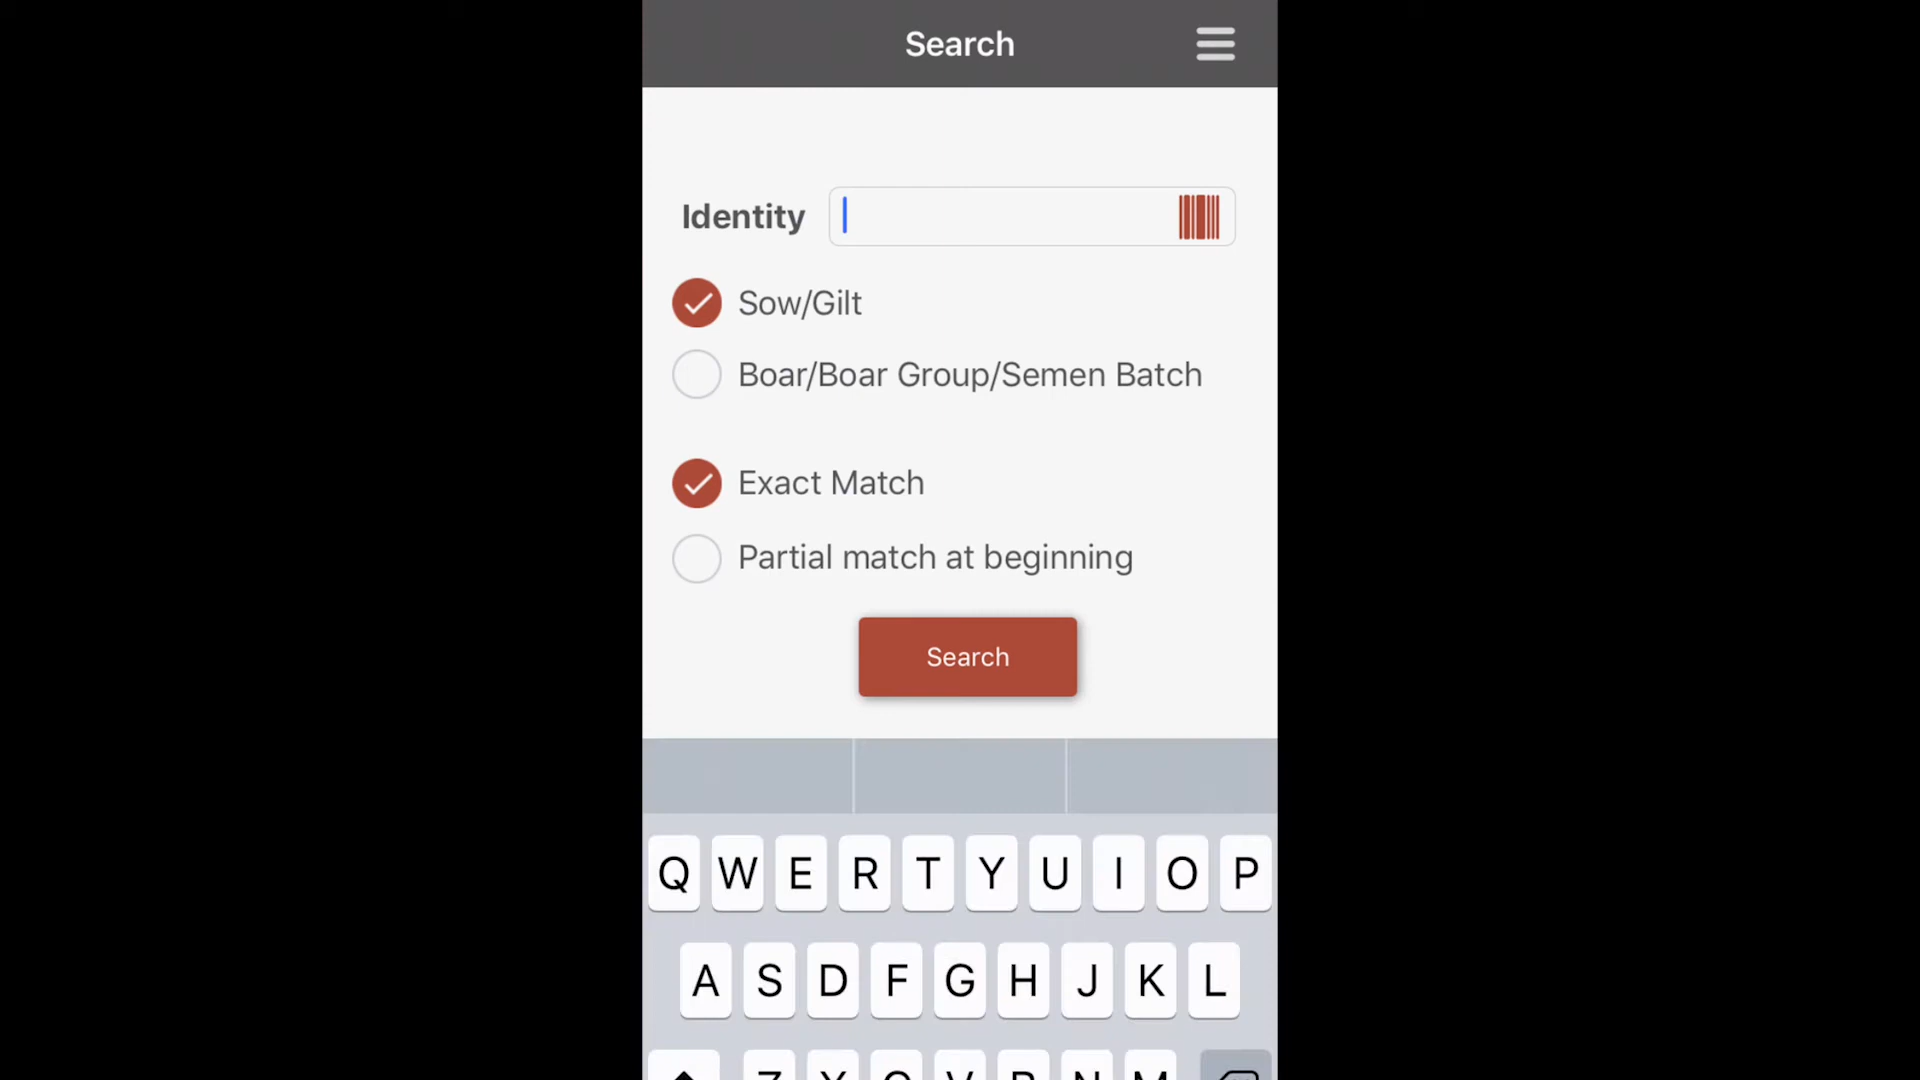 Search
Identity
Sow/Gilt
Boar/Boar Group/Semen Batch
Exact Match
Partial match at beginning
Search
Q W E R T Y U I O P
A S D F G H J K L
Z X C V B N M